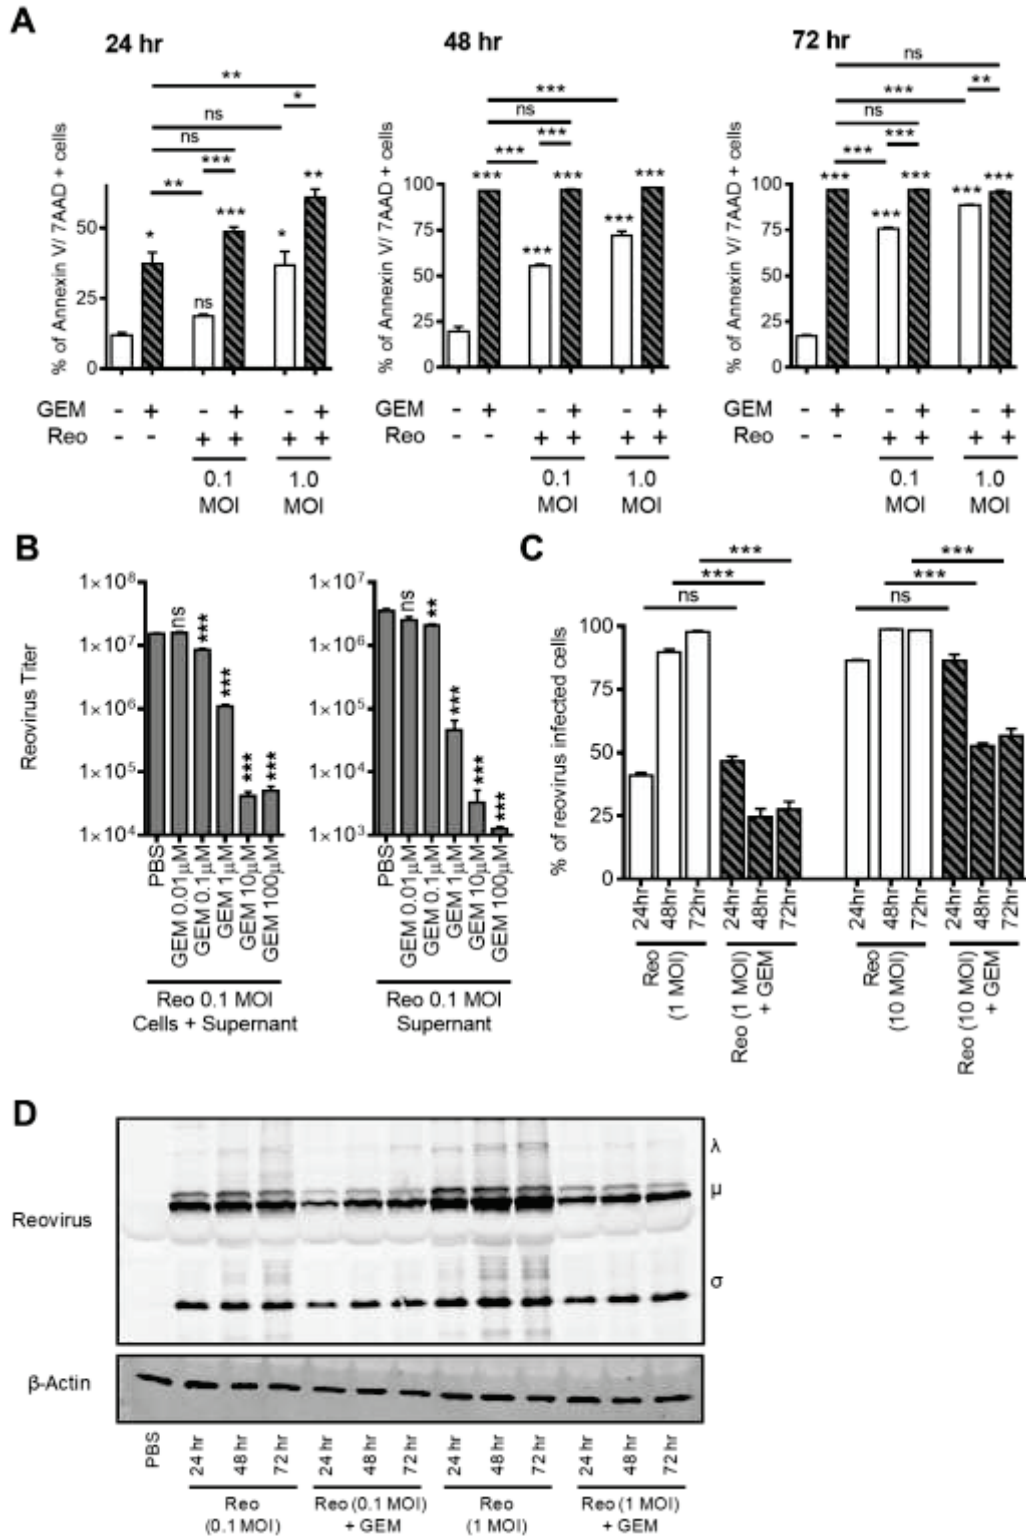 A
24 hr
48 hr
72 hr
**
*
ns
ns
***
**
***
ns
***
***
ns
**
***
ns
***
***
% of Annexin V/ 7AAD + cells
50
25
0
*
ns
***
*
**
% of Annexin V/ 7AAD + cells
100
75
50
25
0
***
***
***
***
***
% of Annexin V/ 7AAD + cells
100
75
50
25
0
***
***
***
***
***
GEM - + - + - +
Reo - - + + + +
0.1 MOI
1.0 MOI
GEM - + - + - +
Reo - - + + + +
0.1 MOI
1.0 MOI
GEM - + - + - +
Reo - - + + + +
0.1 MOI
1.0 MOI
B
Reovirus Titer
1×10⁸
1×10⁷
1×10⁶
1×10⁵
1×10⁴
ns
***
***
***
***
PBS
GEM 0.01µM
GEM 0.1µM
GEM 1µM
GEM 10µM
GEM 100µM
Reo 0.1 MOI
Cells + Supernant
1×10⁷
1×10⁶
1×10⁵
1×10⁴
1×10³
ns
**
***
***
***
PBS
GEM 0.01µM
GEM 0.1µM
GEM 1µM
GEM 10µM
GEM 100µM
Reo 0.1 MOI
Supernant
C
***
***
ns
***
***
ns
% of reovirus infected cells
100
75
50
25
0
24hr
48hr
72hr
24hr
48hr
72hr
24hr
48hr
72hr
24hr
48hr
72hr
Reo
(1 MOI)
Reo (1 MOI)
+ GEM
Reo
(10 MOI)
Reo (10 MOI)
+ GEM
D
Reovirus
λ
µ
σ
β-Actin
PBS
24 hr
48 hr
72 hr
24 hr
48 hr
72 hr
24 hr
48 hr
72 hr
24 hr
48 hr
72 hr
Reo
(0.1 MOI)
Reo (0.1 MOI)
+ GEM
Reo
(1 MOI)
Reo (1 MOI)
+ GEM